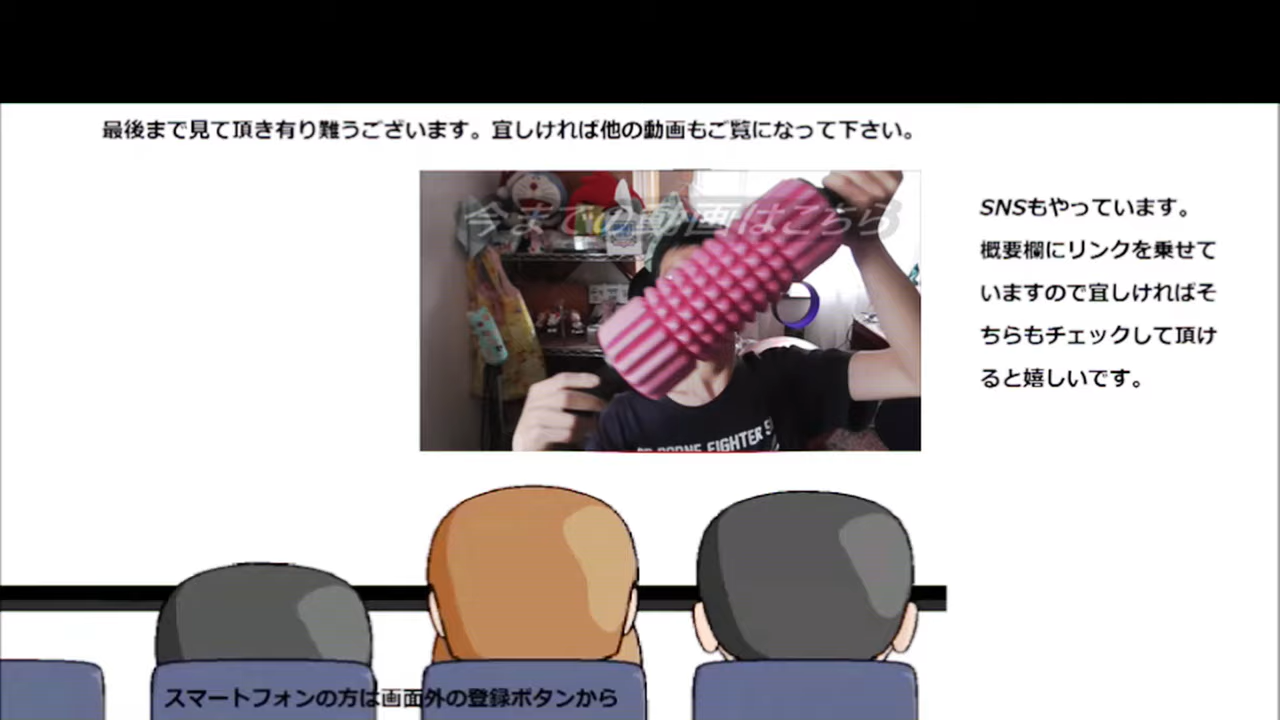 最後まで見て頂き有り難うございます。宜しければ他の動画もご覧になって下さい。
今までの動画はこちら
SNSもやっています。
概要欄にリンクを乗せて
いますので宜しければそ
ちらもチェックして頂け
ると嬉しいです。
FIGHTER
スマートフォンの方は画面外の登録ボタンから